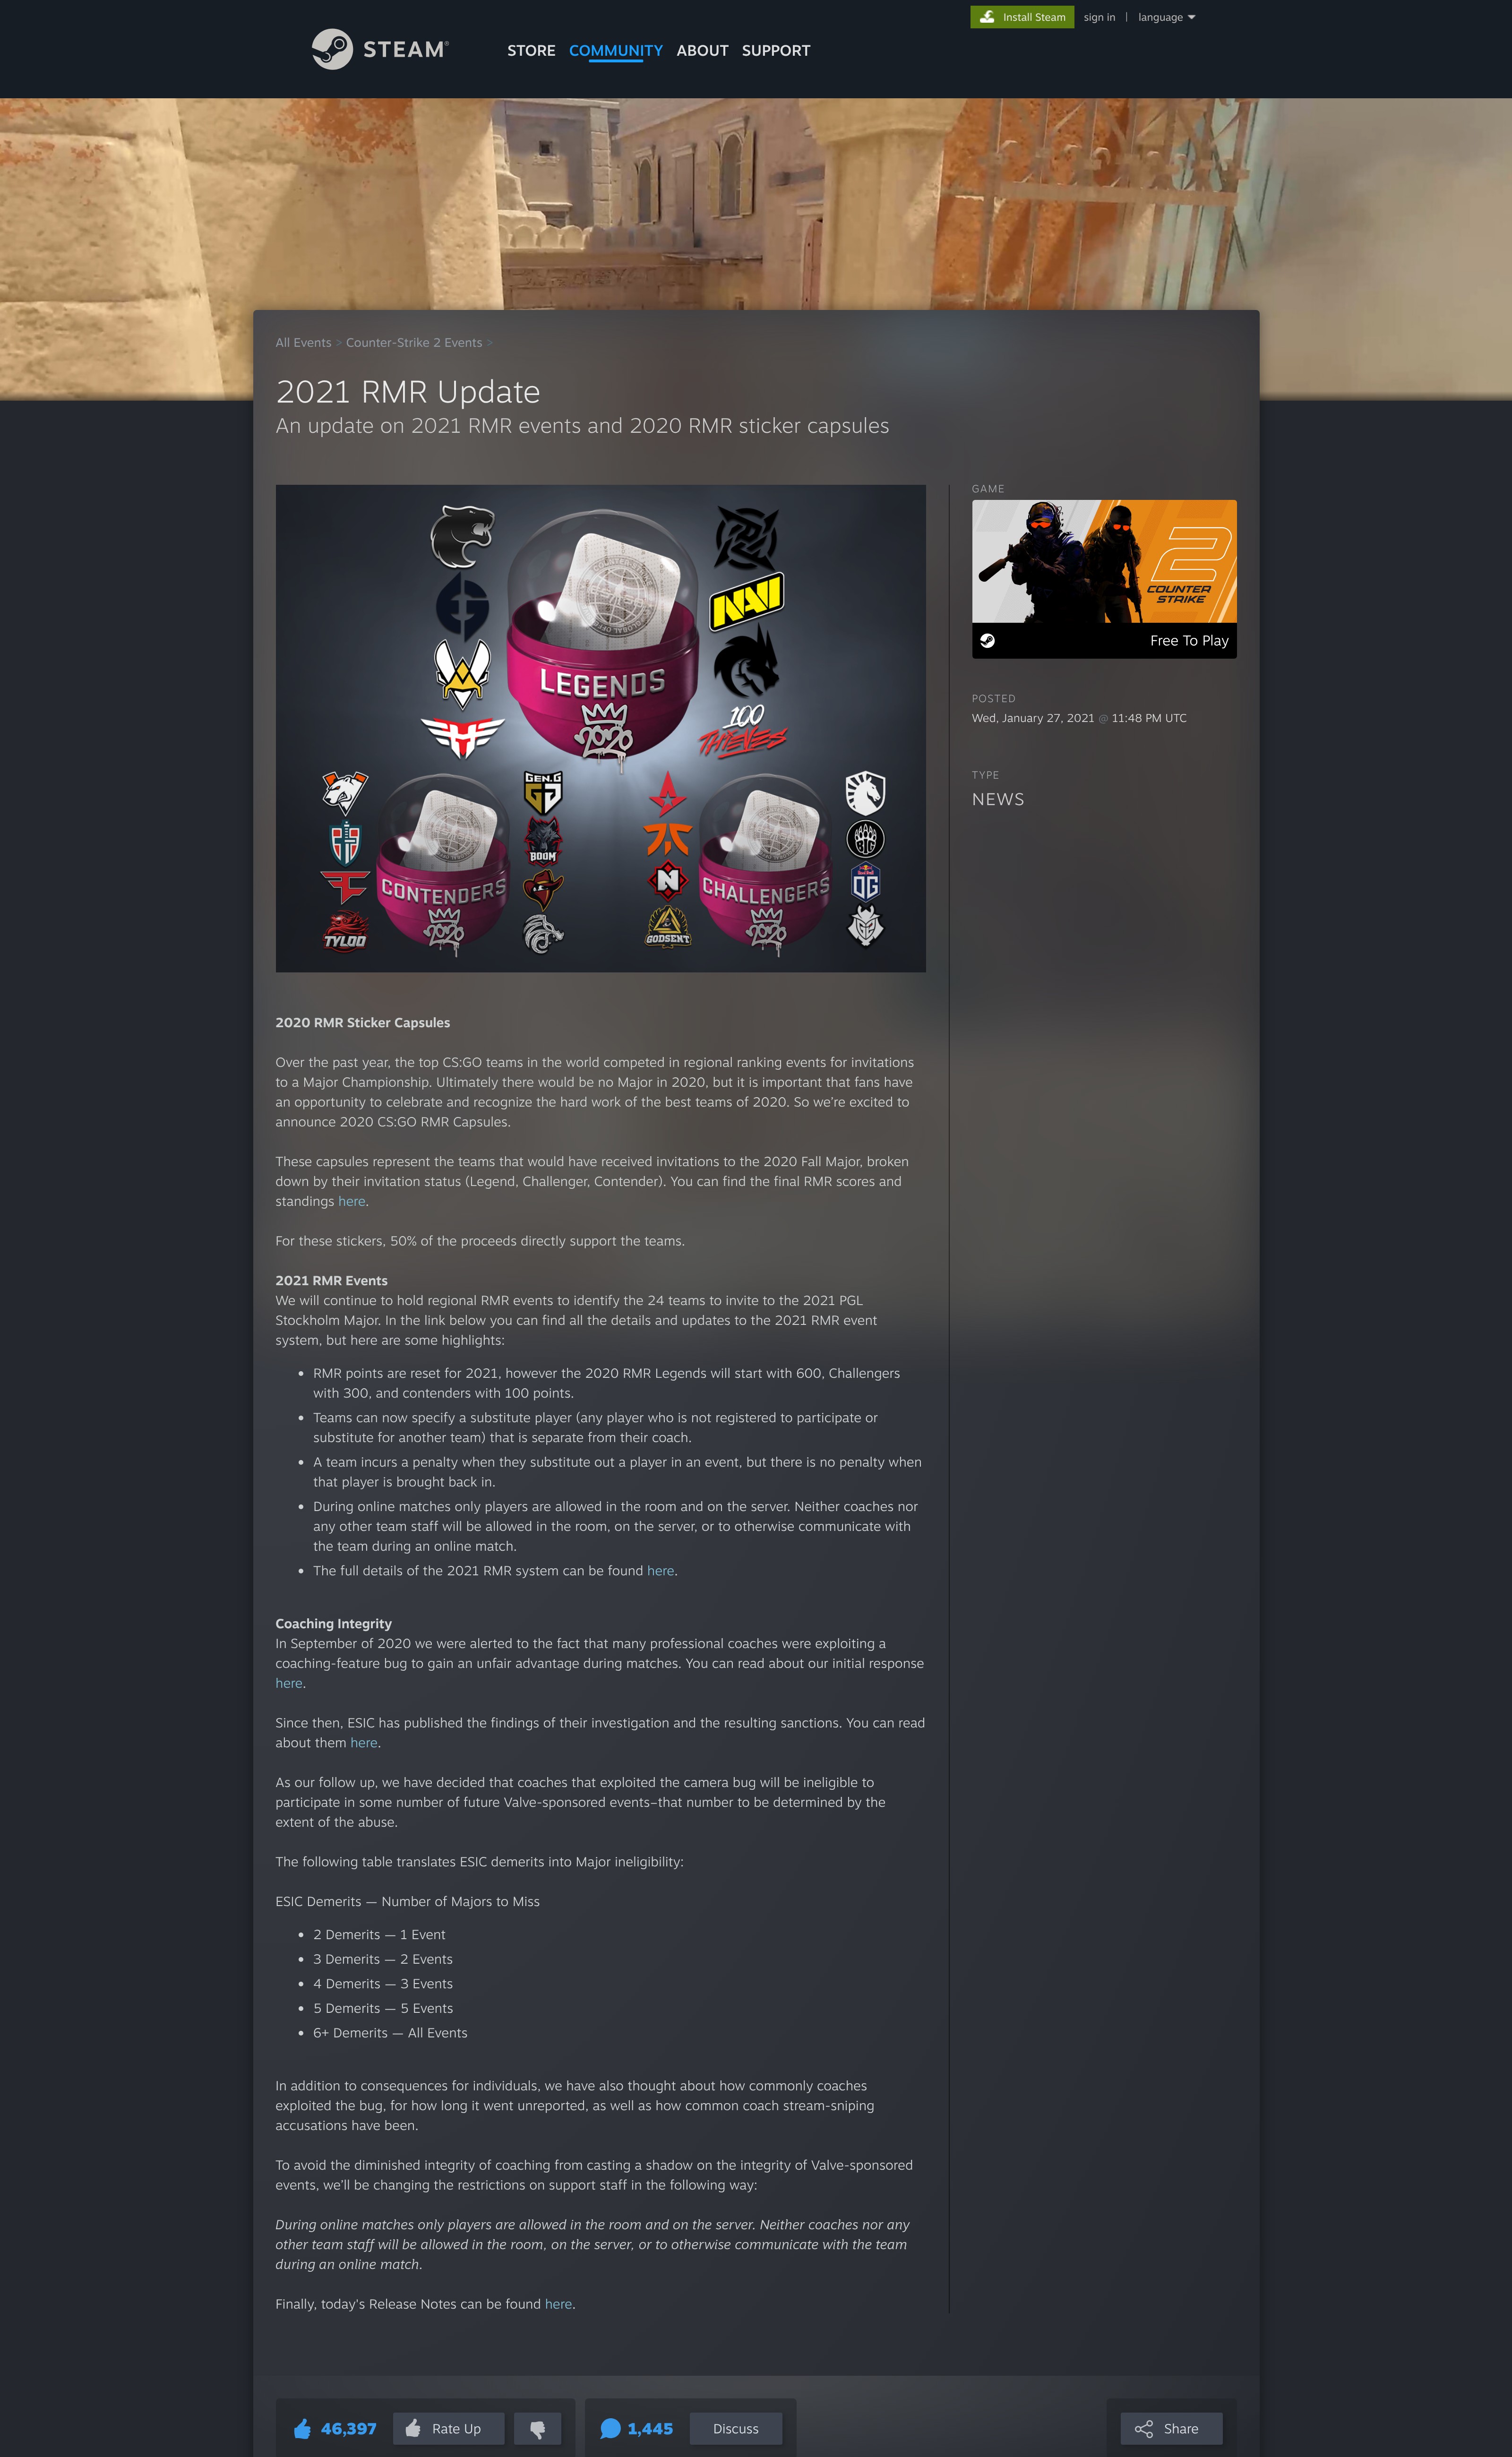 Install Steam
sign in | language
STEAM®
STORE COMMUNITY ABOUT SUPPORT
All Events > Counter-Strike 2 Events >
2021 RMR Update
An update on 2021 RMR events and 2020 RMR sticker capsules
LEGENDS
2020
NAVI
100
THIEVES
GEN.G
BOOM
CONTENDERS
2020
TYLOO
N
CHALLENGERS
2020
GODSENT
OG
GAME
2
COUNTER
STRIKE
Free To Play
POSTED
Wed, January 27, 2021 @ 11:48 PM UTC
TYPE
NEWS
2020 RMR Sticker Capsules
Over the past year, the top CS:GO teams in the world competed in regional ranking events for invitations
to a Major Championship. Ultimately there would be no Major in 2020, but it is important that fans have
an opportunity to celebrate and recognize the hard work of the best teams of 2020. So we're excited to
announce 2020 CS:GO RMR Capsules.
These capsules represent the teams that would have received invitations to the 2020 Fall Major, broken
down by their invitation status (Legend, Challenger, Contender). You can find the final RMR scores and
standings here.
For these stickers, 50% of the proceeds directly support the teams.
2021 RMR Events
We will continue to hold regional RMR events to identify the 24 teams to invite to the 2021 PGL
Stockholm Major. In the link below you can find all the details and updates to the 2021 RMR event
system, but here are some highlights:
• RMR points are reset for 2021, however the 2020 RMR Legends will start with 600, Challengers
with 300, and contenders with 100 points.
• Teams can now specify a substitute player (any player who is not registered to participate or
substitute for another team) that is separate from their coach.
• A team incurs a penalty when they substitute out a player in an event, but there is no penalty when
that player is brought back in.
• During online matches only players are allowed in the room and on the server. Neither coaches nor
any other team staff will be allowed in the room, on the server, or to otherwise communicate with
the team during an online match.
• The full details of the 2021 RMR system can be found here.
Coaching Integrity
In September of 2020 we were alerted to the fact that many professional coaches were exploiting a
coaching-feature bug to gain an unfair advantage during matches. You can read about our initial response
here.
Since then, ESIC has published the findings of their investigation and the resulting sanctions. You can read
about them here.
As our follow up, we have decided that coaches that exploited the camera bug will be ineligible to
participate in some number of future Valve-sponsored events–that number to be determined by the
extent of the abuse.
The following table translates ESIC demerits into Major ineligibility:
ESIC Demerits — Number of Majors to Miss
• 2 Demerits — 1 Event
• 3 Demerits — 2 Events
• 4 Demerits — 3 Events
• 5 Demerits — 5 Events
• 6+ Demerits — All Events
In addition to consequences for individuals, we have also thought about how commonly coaches
exploited the bug, for how long it went unreported, as well as how common coach stream-sniping
accusations have been.
To avoid the diminished integrity of coaching from casting a shadow on the integrity of Valve-sponsored
events, we'll be changing the restrictions on support staff in the following way:
During online matches only players are allowed in the room and on the server. Neither coaches nor any
other team staff will be allowed in the room, on the server, or to otherwise communicate with the team
during an online match.
Finally, today's Release Notes can be found here.
46,397 Rate Up
1,445 Discuss
Share